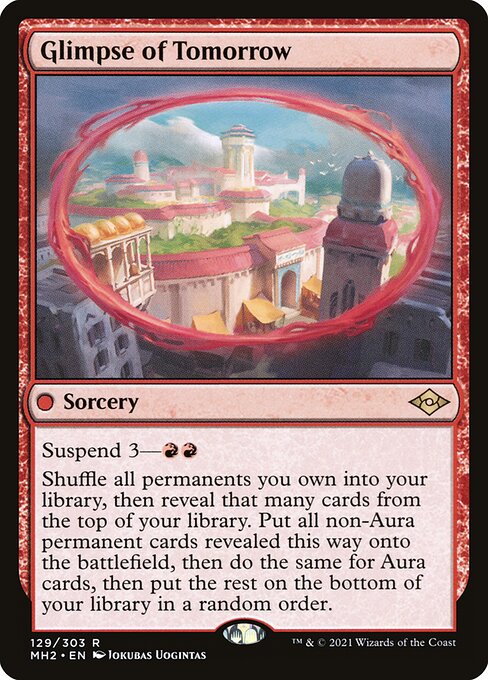 Glimpse of Tomorrow
Sorcery
Suspend 3—
Shuffle all permanents you own into your
library, then reveal that many cards from
the top of your library. Put all non-Aura
permanent cards revealed this way onto
the battlefield, then do the same for Aura
cards, then put the rest on the bottom of
your library in a random order.
129/303 R
MH2 • EN Jokubas Uogintas
™ & © 2021 Wizards of the Coast